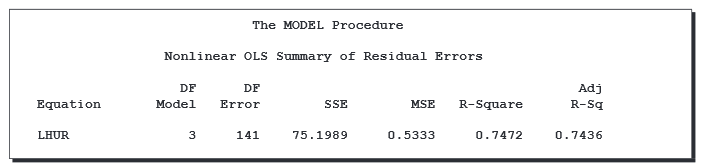 The MODEL Procedure
Nonlinear OLS Summary of Residual Errors
DF DF Adj
Equation Model Error SSE MSE R-Square R-Sq
LHUR 3 141 75.1989 0.5333 0.7472 0.7436